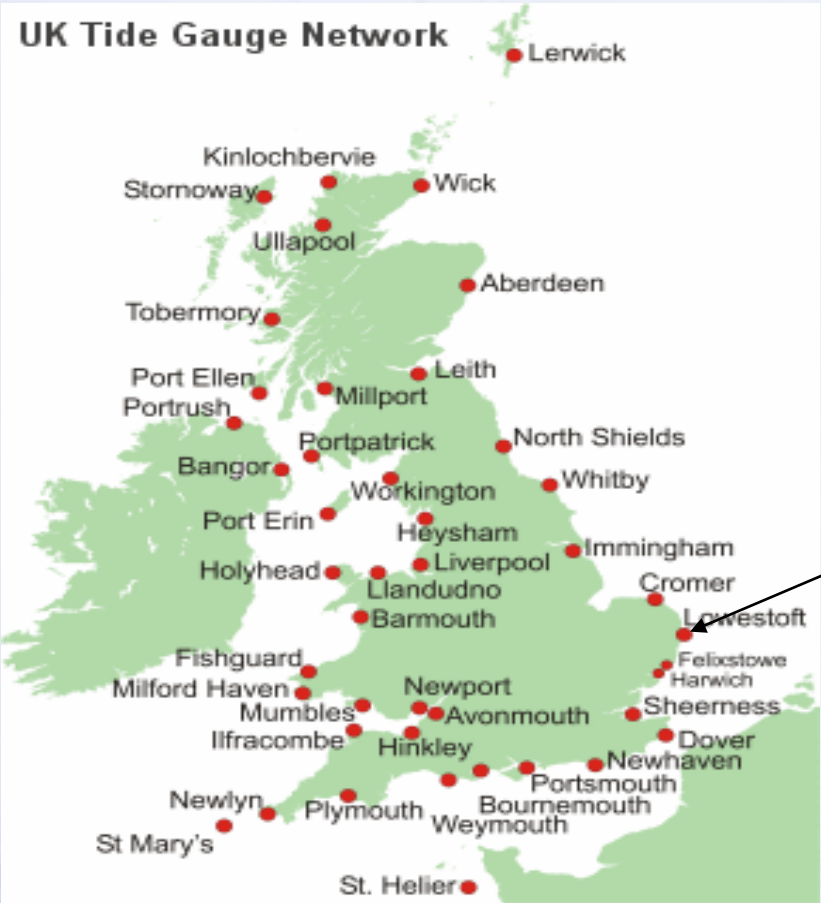 UK Tide Gauge Network
Lerwick
Kinlochbervie
Stornoway
Wick
Ullapool
Aberdeen
Tobermory
Leith
Port Ellen
Millport
Portrush
Portpatrick
North Shields
Bangor
Whitby
Workington
Port Erin
Heysham
Immingham
Liverpool
Holyhead
Cromer
Llandudno
Lowestoft
Barmouth
Fishguard
Felixstowe
Harwich
Milford Haven
Newport
Sheerness
Mumbles
Avonmouth
Ilfracombe
Dover
Hinkley
Newhaven
Portsmouth
Newlyn
Plymouth
Bournemouth
Weymouth
St Mary's
St. Helier